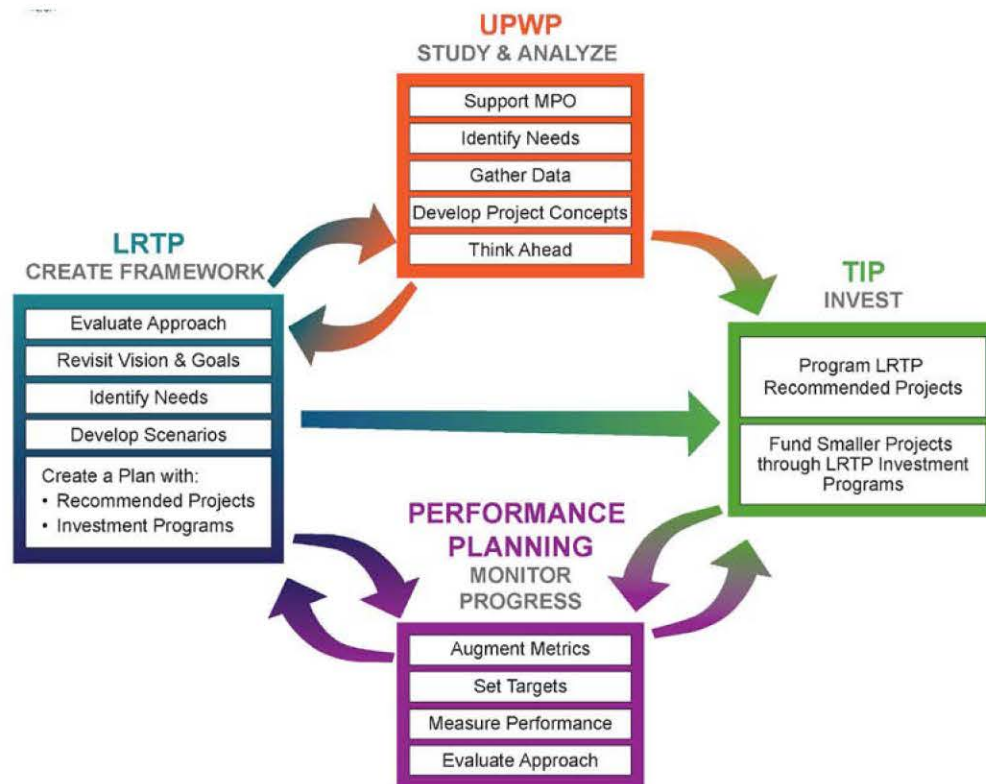 UPWP
STUDY & ANALYZE
Support MPO
Identify Needs
Gather Data
Develop Project Concepts
Think Ahead
LRTP
CREATE FRAMEWORK
Evaluate Approach
Revisit Vision & Goals
Identify Needs
Develop Scenarios
Create a Plan with:
• Recommended Projects
• Investment Programs
TIP
INVEST
Program LRTP
Recommended Projects
Fund Smaller Projects
through LRTP Investment
Programs
PERFORMANCE
PLANNING
MONITOR
PROGRESS
Augment Metrics
Set Targets
Measure Performance
Evaluate Approach